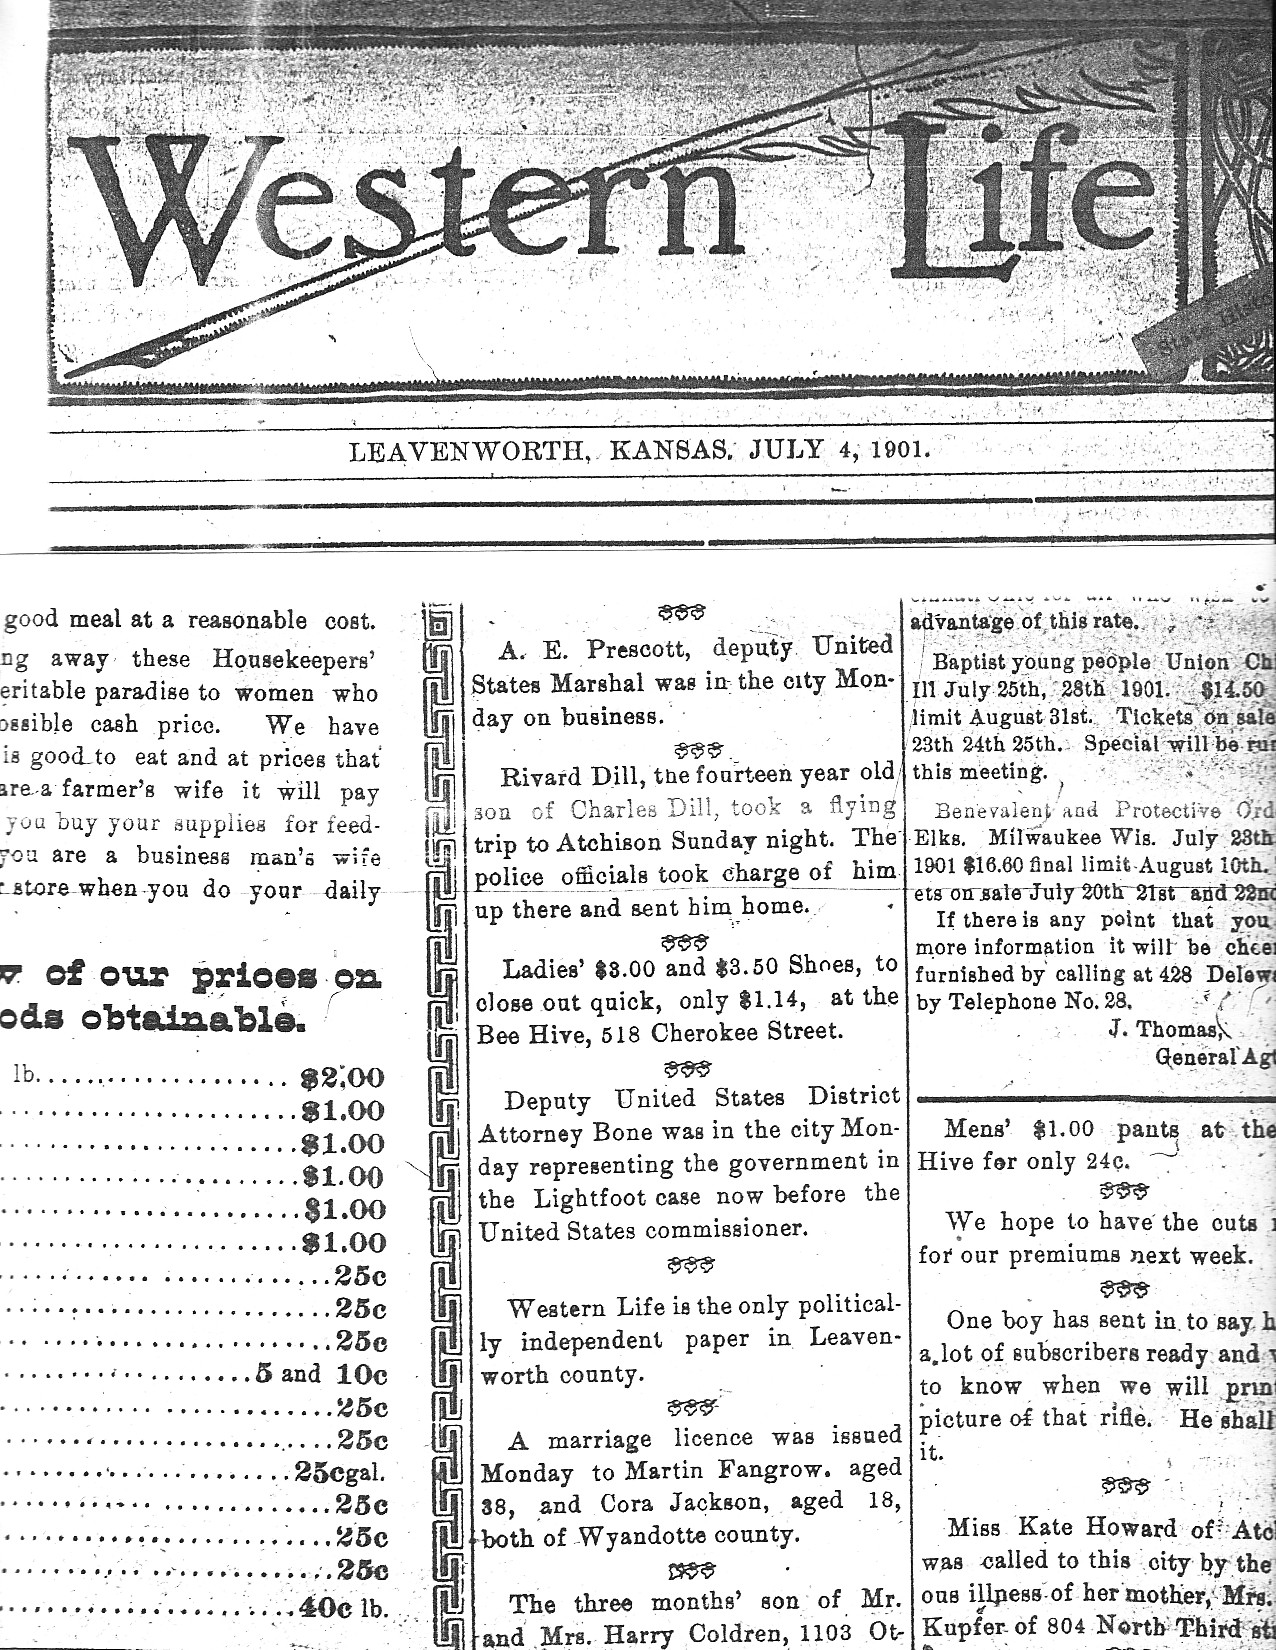 Western Life
State Histo
LEAVENWORTH, KANSAS. JULY 4, 1901.
good meal at a reasonable cost.
ng away these Housekeepers'
eritable paradise to women who
ossible cash price. We have
is good to eat and at prices that
are a farmer's wife it will pay
you buy your supplies for feed-
you are a business man's wife
r store when you do your daily
w of our prices on
ods obtainable.
lb. $2.00
$1.00
$1.00
$1.00
$1.00
$1.00
25c
25c
25c
5 and 10c
25c
25c
25cgal.
25c
25c
25c
40c lb.
A. E. Prescott, deputy United
States Marshal was in the city Mon-
day on business.
Rivard Dill, the fourteen year old
son of Charles Dill, took a flying
trip to Atchison Sunday night. The
police officials took charge of him
up there and sent him home.
Ladies' $3.00 and $3.50 Shoes, to
close out quick, only $1.14, at the
Bee Hive, 518 Cherokee Street.
Deputy United States District
Attorney Bone was in the city Mon-
day representing the government in
the Lightfoot case now before the
United States commissioner.
Western Life is the only political-
ly independent paper in Leaven-
worth county.
A marriage licence was issued
Monday to Martin Fangrow. aged
38, and Cora Jackson, aged 18,
both of Wyandotte county.
The three months' son of Mr.
and Mrs. Harry Coldren, 1103 Ot-
advantage of this rate.
Baptist young people Union Ch
Ill July 25th, 28th 1901. $14.50
limit August 31st. Tickets on sale
23th 24th 25th. Special will be run
this meeting.
Benevalent and Protective Ord
Elks. Milwaukee Wis. July 23th
1901 $16.60 final limit August 10th.
ets on sale July 20th 21st and 22nd
If there is any point that you
more information it will be cheer
furnished by calling at 428 Delaw
by Telephone No. 28.
J. Thomas,
General Agt
Mens' $1.00 pants at the
Hive for only 24c.
We hope to have the cuts
for our premiums next week.
One boy has sent in to say h
a lot of subscribers ready and
to know when we will prin
picture of that rifle. He shall
it.
Miss Kate Howard of Atc
was called to this city by the
ous illness of her mother, Mrs.
Kupfer of 804 North Third st